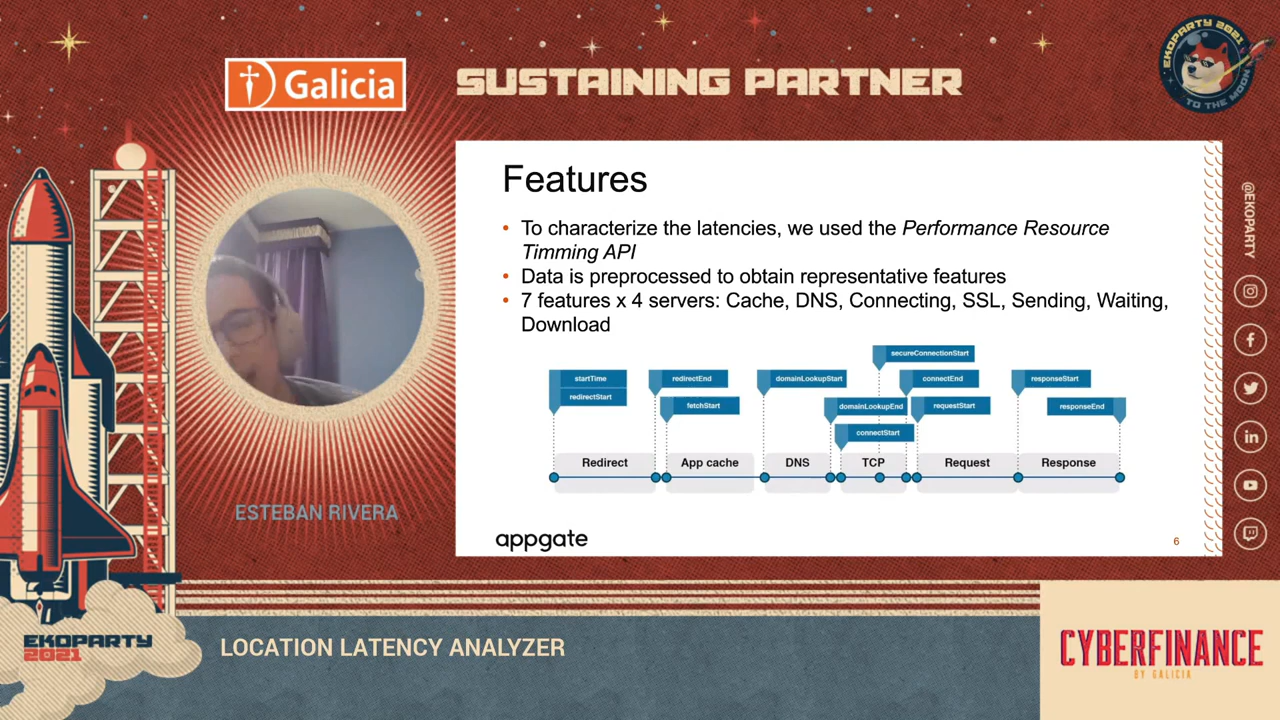 Galicia
SUSTAINING PARTNER
EKOPARTY 2021
TO THE MOON
@EKOPARTY
Features
• To characterize the latencies, we used the Performance Resource
Timming API
• Data is preprocessed to obtain representative features
• 7 features x 4 servers: Cache, DNS, Connecting, SSL, Sending, Waiting,
Download
secureConnectionStart
startTime
redirectEnd
domainLookupStart
connectEnd
responseStart
redirectStart
fetchStart
domainLookupEnd
requestStart
responseEnd
connectStart
Redirect
App cache
DNS
TCP
Request
Response
appgate
6
ESTEBAN RIVERA
EKOPARTY
2021
LOCATION LATENCY ANALYZER
CYBERFINANCE
BY GALICIA